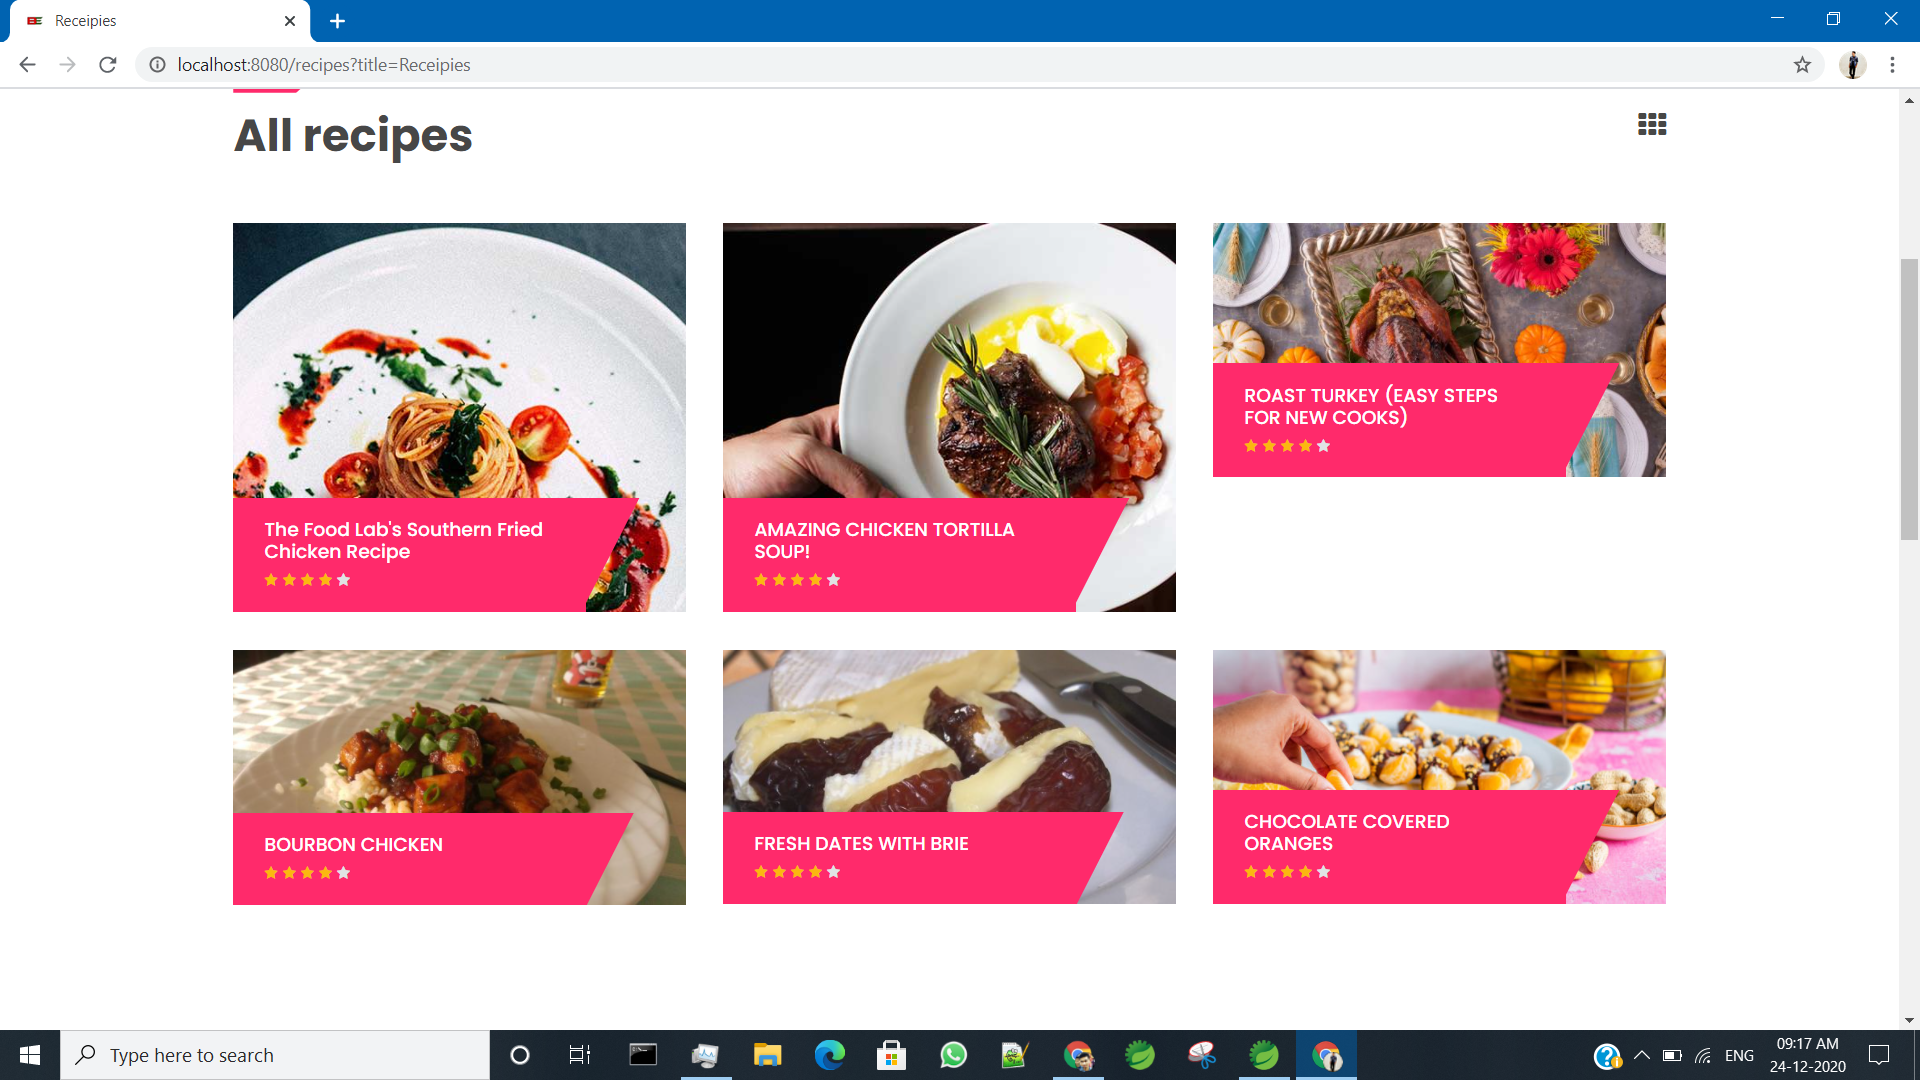 Receipies
localhost:8080/recipes?title=Receipies
All recipes
The Food Lab's Southern Fried
Chicken Recipe
AMAZING CHICKEN TORTILLA
SOUP!
ROAST TURKEY (EASY STEPS
FOR NEW COOKS)
BOURBON CHICKEN
FRESH DATES WITH BRIE
CHOCOLATE COVERED
ORANGES
Type here to search
ENG
09:17 AM
24-12-2020